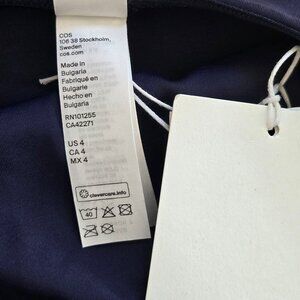 COS
106 38 Stockholm,
Sweden
cos.com
Made in
Bulgaria
Fabriqué en
Bulgarie
Hecho en
Bulgaria
RN101255
CA42271
US 4
CA 4
MX 4
clevercare.info
40